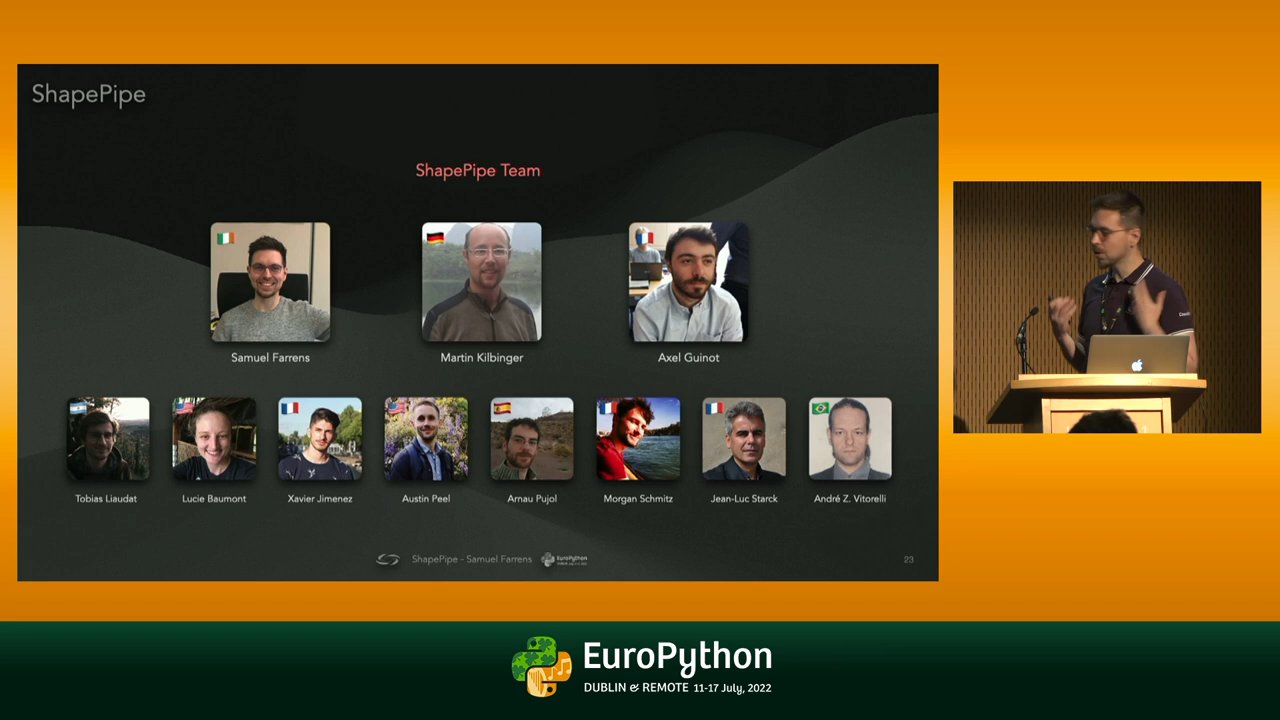 ShapePipe
ShapePipe Team
Samuel Farrens
Martin Kilbinger
Axel Guinot
Tobias Liaudat
Lucie Baumont
Xavier Jimenez
Austin Peel
Arnau Pujol
Morgan Schmitz
Jean-Luc Starck
André Z. Vitorelli
ShapePipe - Samuel Farrens
EuroPython
23
EuroPython
DUBLIN & REMOTE 11-17 July, 2022